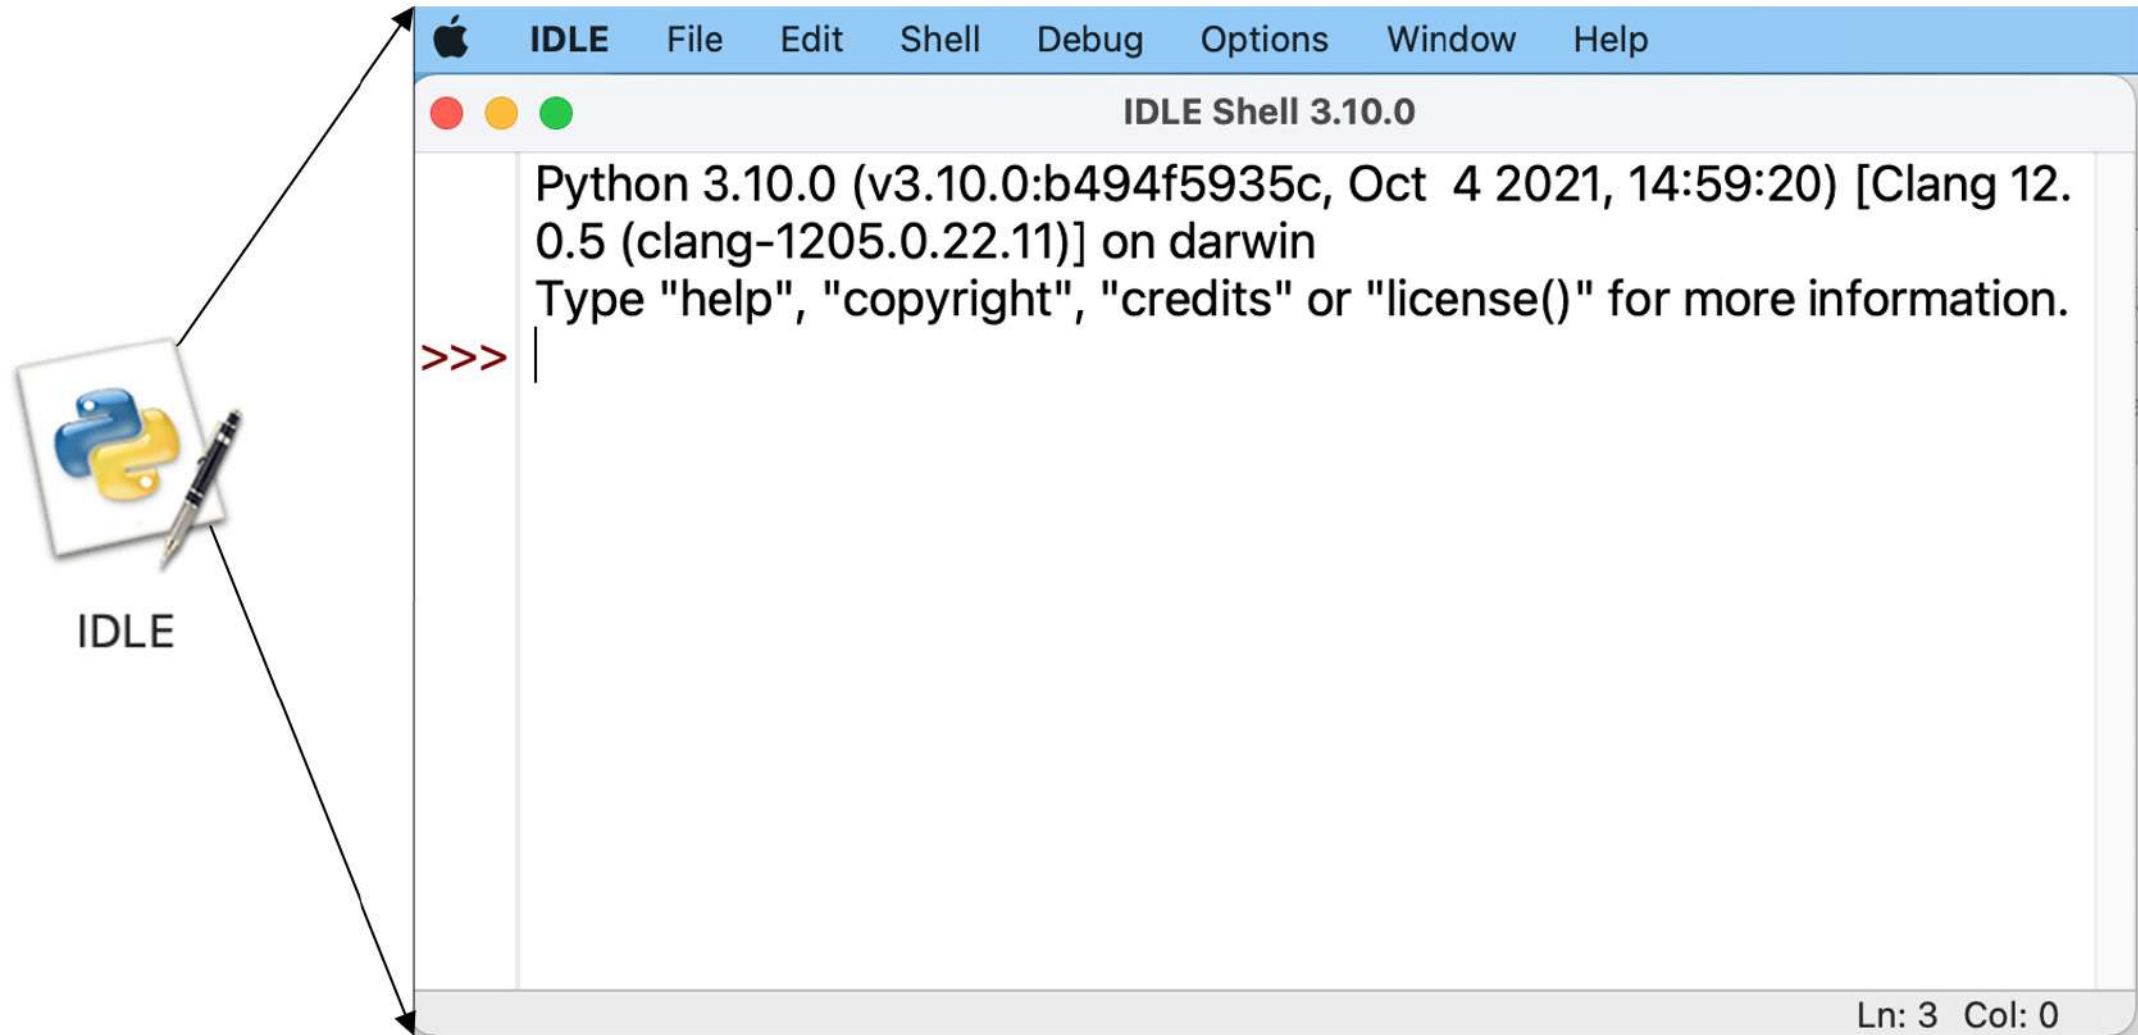 IDLE File Edit Shell Debug Options Window Help
IDLE Shell 3.10.0
Python 3.10.0 (v3.10.0:b494f5935c, Oct  4 2021, 14:59:20) [Clang 12.
0.5 (clang-1205.0.22.11)] on darwin
Type "help", "copyright", "credits" or "license()" for more information.
>>>
IDLE
Ln: 3 Col: 0